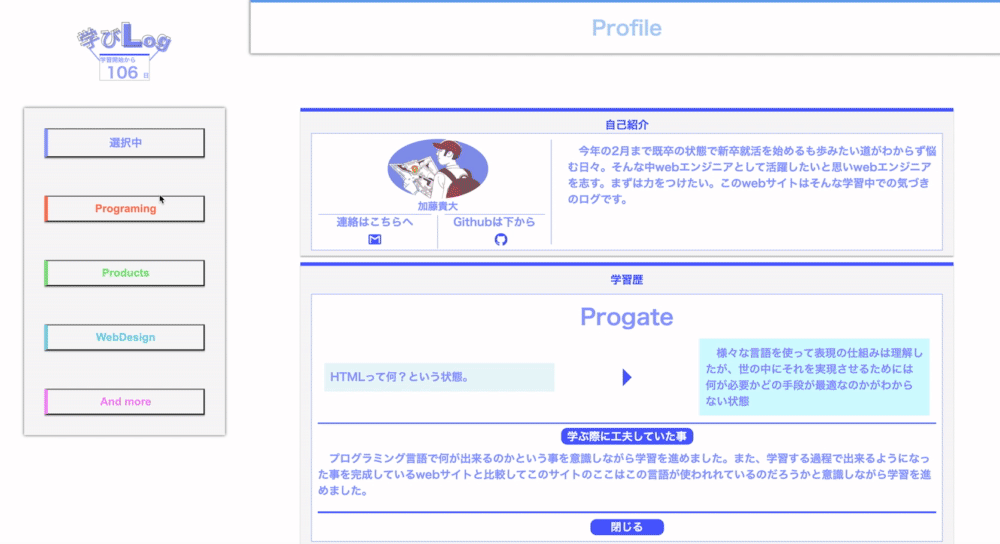 学びLog
学習開始から
106 日
Profile
選択中
Programing
Products
WebDesign
And more
自己紹介
加藤貴大
連絡はこちらへ
Githubは下から
今年の2月まで既卒の状態で新卒就活を始めるも歩みたい道がわからず悩
む日々。そんな中webエンジニアとして活躍したいと思いwebエンジニア
を志す。まずは力をつけたい。このwebサイトはそんな学習中での気づき
のログです。
学習歴
Progate
HTMLって何？という状態。
様々な言語を使って表現の仕組みは理解し
たが、世の中にそれを実現させるためには
何が必要かどの手段が最適なのかがわから
ない状態
学ぶ際に工夫していた事
プログラミング言語で何が出来るのかという事を意識しながら学習を進めました。また、学習する過程で出来るようになっ
た事を完成しているwebサイトと比較してこのサイトのここはこの言語が使われれているのだろうかと意識しながら学習を進
めました。
閉じる